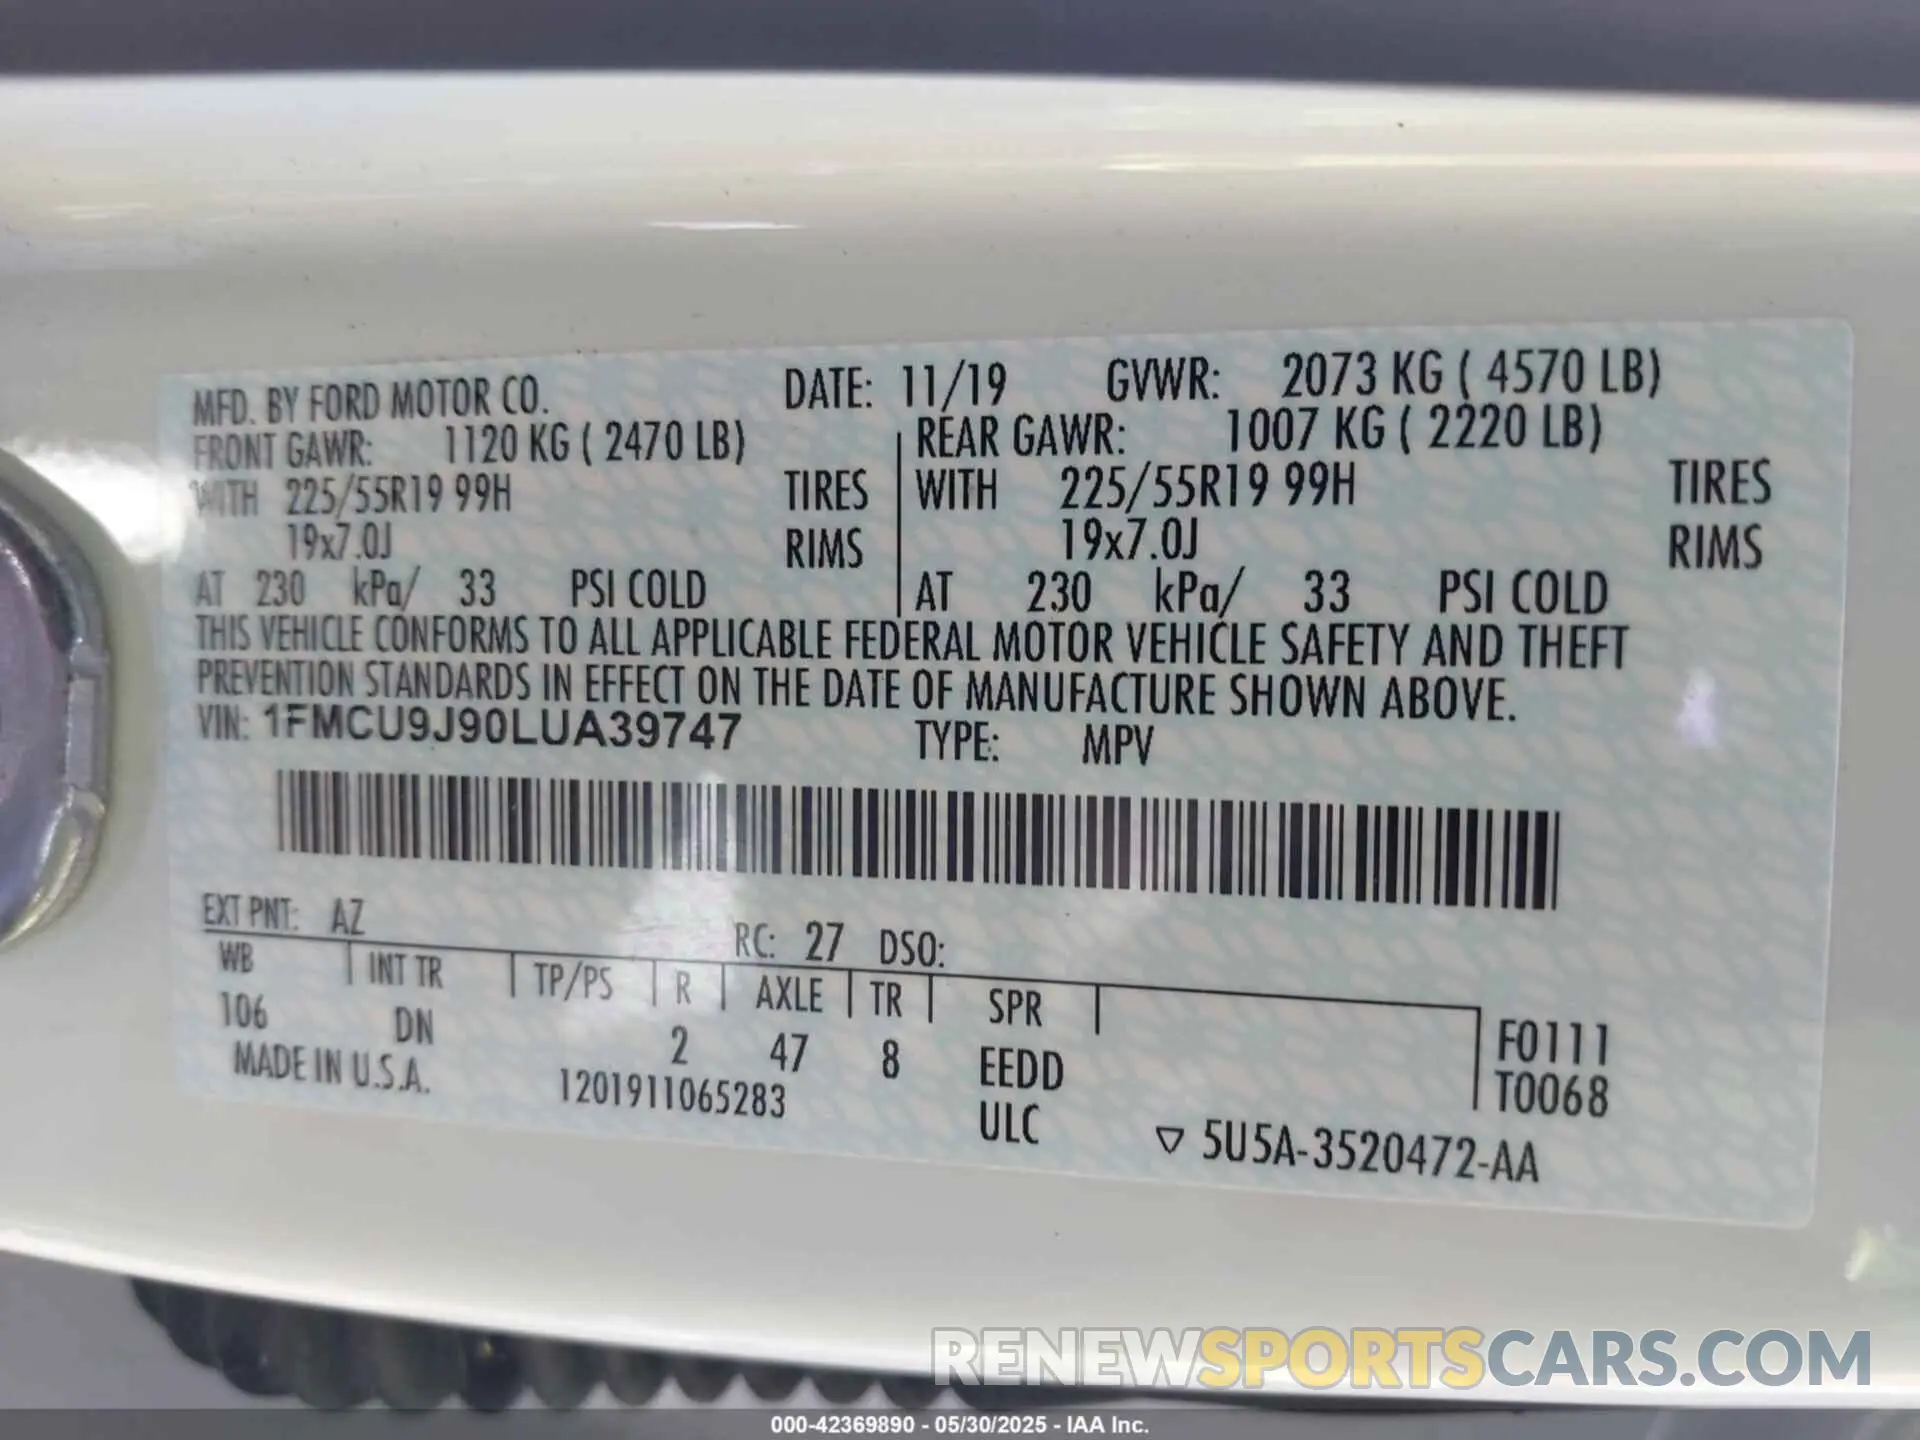 MFD. BY FORD MOTOR CO. DATE: 11/19 GVWR: 2073 KG ( 4570 LB)
FRONT GAWR: 1120 KG ( 2470 LB) REAR GAWR: 1007 KG ( 2220 LB)
WITH 225/55R19 99H TIRES WITH 225/55R19 99H TIRES
19x7.0J RIMS 19x7.0J RIMS
AT 230 kPa/ 33 PSI COLD AT 230 kPa/ 33 PSI COLD
THIS VEHICLE CONFORMS TO ALL APPLICABLE FEDERAL MOTOR VEHICLE SAFETY AND THEFT
PREVENTION STANDARDS IN EFFECT ON THE DATE OF MANUFACTURE SHOWN ABOVE.
VIN: 1FMCU9J90LUA39747 TYPE: MPV
EXT PNT: AZ RC: 27 DSO:
WB INT TR TP/PS R AXLE TR SPR
106 DN 2 47 8 EEDD F0111
MADE IN U.S.A. 1201911065283 ULC T0068
▽ 5U5A-3520472-AA
RENEWSPORTSCARS.COM
000-42369890 - 05/30/2025 - IAA Inc.